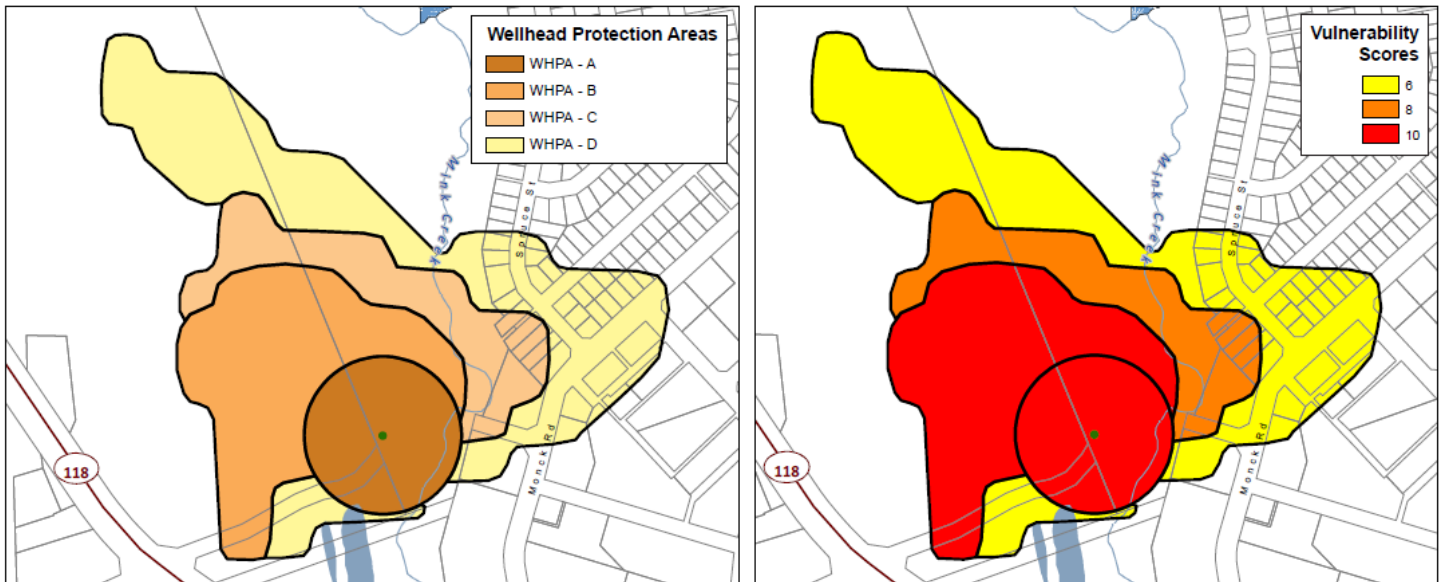 Wellhead Protection Areas
WHPA - A
WHPA - B
WHPA - C
WHPA - D
Mink Creek
Spruce St
Monck Rd
118
Vulnerability
Scores
6
8
10
Mink Creek
Spruce St
Monck Rd
118